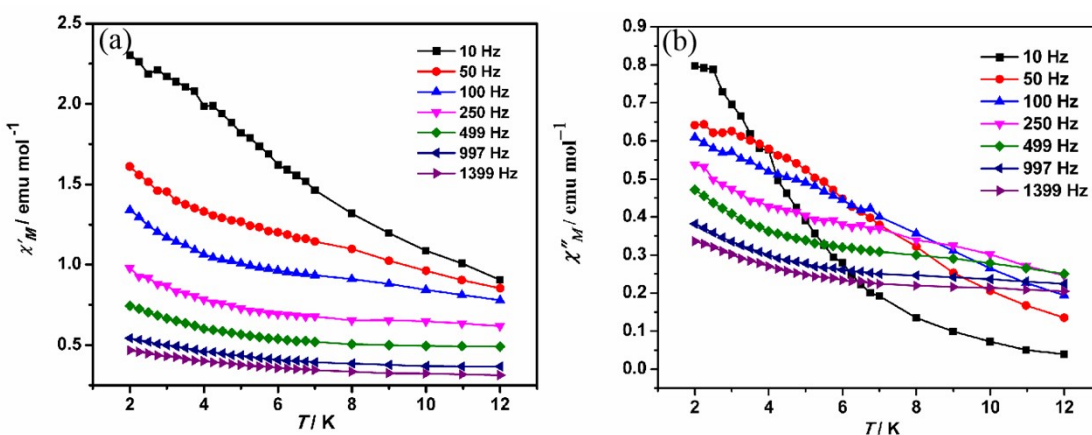 (a)
χ′M / emu mol⁻¹
2.5
2.0
1.5
1.0
0.5
10 Hz
50 Hz
100 Hz
250 Hz
499 Hz
997 Hz
1399 Hz
2 4 6 8 10 12
T/ K
(b)
χ″M / emu mol⁻¹
0.9
0.8
0.7
0.6
0.5
0.4
0.3
0.2
0.1
0.0
10 Hz
50 Hz
100 Hz
250 Hz
499 Hz
997 Hz
1399 Hz
2 4 6 8 10 12
T/ K